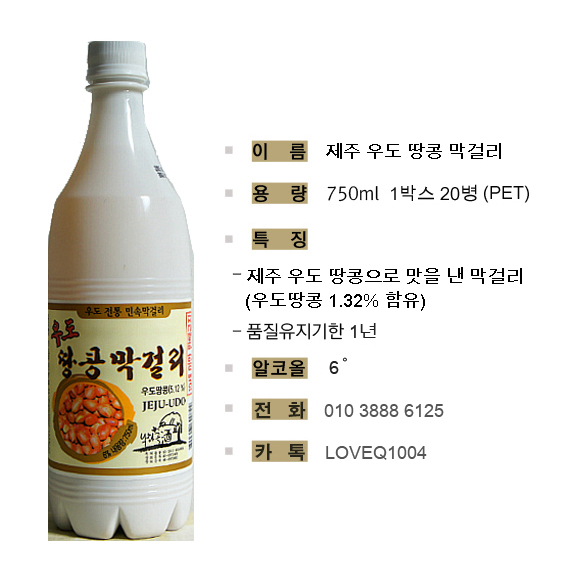 이 름 제주 우도 땅콩 막걸리
용 량 750ml 1박스 20병 (PET)
특 징
- 제주 우도 땅콩으로 맛을 낸 막걸리
(우도땅콩 1.32% 함유)
- 품질유지기한 1년
알코올 6˚
전 화 010 3888 6125
카 톡 LOVEQ1004
우도 전통 민속막걸리
우도
땅콩막걸리
JEJU-UDO